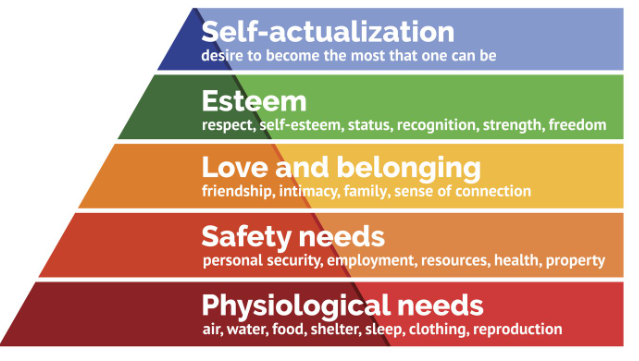 Self-actualization
desire to become the most that one can be
Esteem
respect, self-esteem, status, recognition, strength, freedom
Love and belonging
friendship, intimacy, family, sense of connection
Safety needs
personal security, employment, resources, health, property
Physiological needs
air, water, food, shelter, sleep, clothing, reproduction